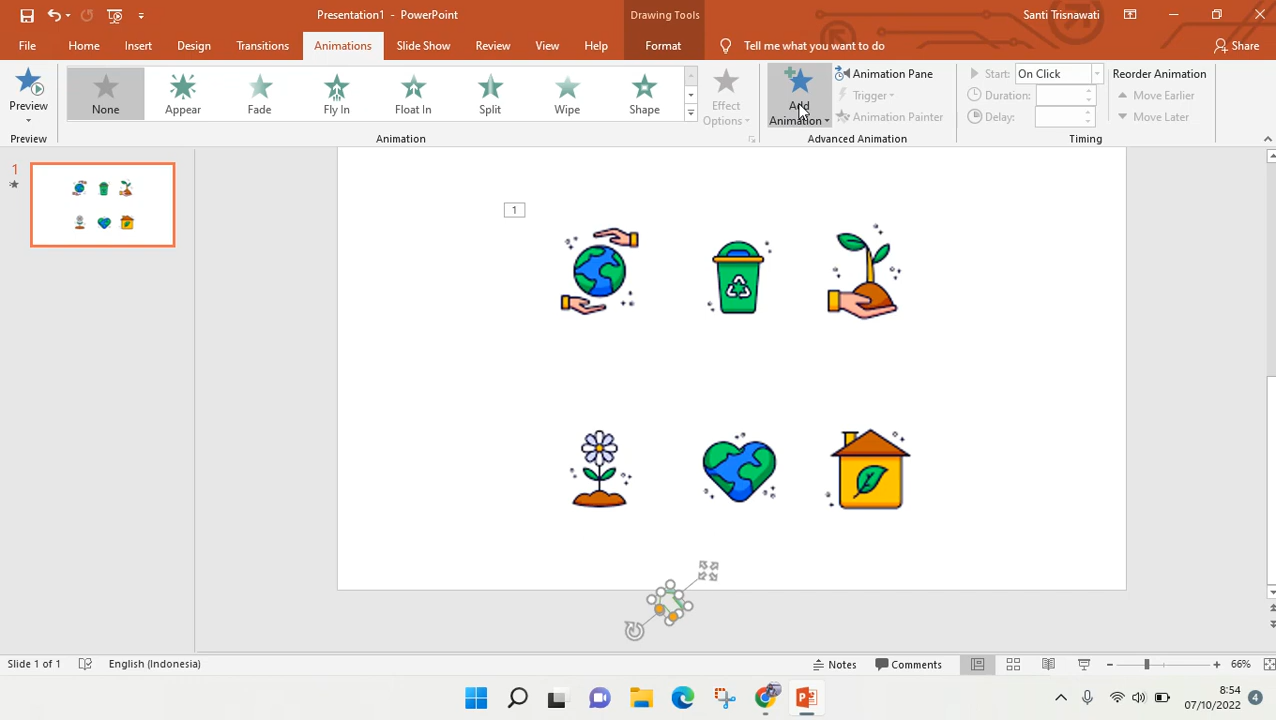 Presentation1 - PowerPoint
Drawing Tools
Santi Trisnawati
File
Home
Insert
Design
Transitions
Animations
Slide Show
Review
View
Help
Format
Tell me what you want to do
Share
Preview
None
Appear
Fade
Fly In
Float In
Split
Wipe
Shape
Effect
Options
Add
Animation
Animation Pane
Trigger
Animation Painter
Start: On Click
Duration:
Delay:
Reorder Animation
Move Earlier
Move Later
Preview
Animation
Advanced Animation
Timing
1
1
Slide 1 of 1
English (Indonesia)
Notes
Comments
66%
8:54
07/10/2022
4